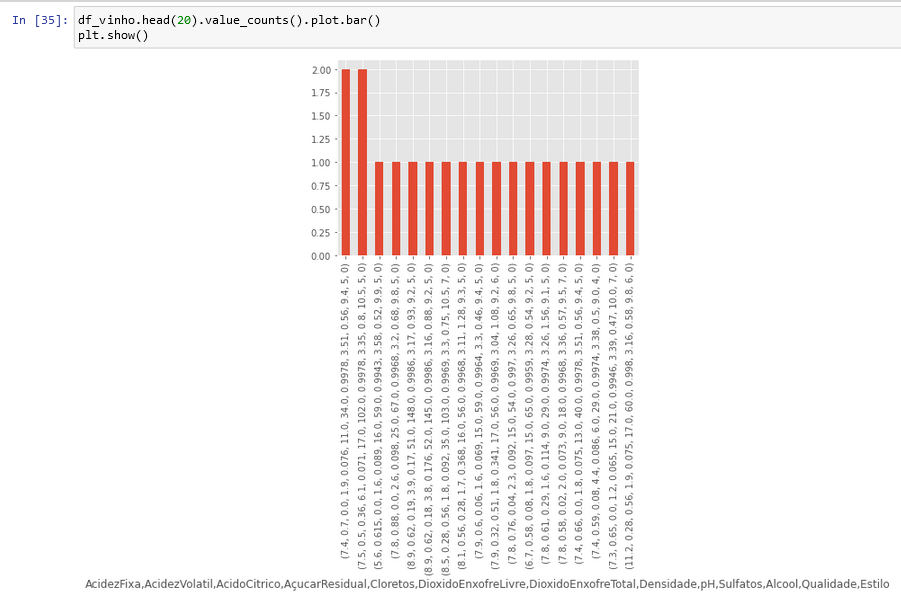 In [35]: df_vinho.head(20).value_counts().plot.bar()
plt.show()
2.00
1.75
1.50
1.25
1.00
0.75
0.50
0.25
0.00
(7.4, 0.7, 0.0, 1.9, 0.076, 11.0, 34.0, 0.9978, 3.51, 0.56, 9.4, 5, 0)
(7.5, 0.5, 0.36, 6.1, 0.071, 17.0, 102.0, 0.9978, 3.35, 0.8, 10.5, 5, 0)
(5.6, 0.615, 0.0, 1.6, 0.089, 16.0, 59.0, 0.9943, 3.58, 0.52, 9.9, 5, 0)
(7.8, 0.88, 0.0, 2.6, 0.098, 25.0, 67.0, 0.9968, 3.2, 0.68, 9.8, 5, 0)
(8.9, 0.62, 0.19, 3.9, 0.17, 51.0, 148.0, 0.9986, 3.17, 0.93, 9.2, 5, 0)
(8.9, 0.62, 0.18, 3.8, 0.176, 52.0, 145.0, 0.9986, 3.16, 0.88, 9.2, 5, 0)
(8.5, 0.28, 0.56, 1.8, 0.092, 35.0, 103.0, 0.9969, 3.3, 0.75, 10.5, 7, 0)
(8.1, 0.56, 0.28, 1.7, 0.368, 16.0, 56.0, 0.9968, 3.11, 1.28, 9.3, 5, 0)
(7.9, 0.6, 0.06, 1.6, 0.069, 15.0, 59.0, 0.9964, 3.3, 0.46, 9.4, 5, 0)
(7.9, 0.32, 0.51, 1.8, 0.341, 17.0, 56.0, 0.9969, 3.04, 1.08, 9.2, 6, 0)
(7.8, 0.76, 0.04, 2.3, 0.092, 15.0, 54.0, 0.997, 3.26, 0.65, 9.8, 5, 0)
(6.7, 0.58, 0.08, 1.8, 0.097, 15.0, 65.0, 0.9959, 3.28, 0.54, 9.2, 5, 0)
(7.8, 0.61, 0.29, 1.6, 0.114, 9.0, 29.0, 0.9974, 3.26, 1.56, 9.1, 5, 0)
(7.8, 0.58, 0.02, 2.0, 0.073, 9.0, 18.0, 0.9968, 3.36, 0.57, 9.5, 7, 0)
(7.4, 0.66, 0.0, 1.8, 0.075, 13.0, 40.0, 0.9978, 3.51, 0.56, 9.4, 5, 0)
(7.4, 0.59, 0.08, 4.4, 0.086, 6.0, 29.0, 0.9974, 3.38, 0.5, 9.0, 4, 0)
(7.3, 0.65, 0.0, 1.2, 0.065, 15.0, 21.0, 0.9946, 3.39, 0.47, 10.0, 7, 0)
(11.2, 0.28, 0.56, 1.9, 0.075, 17.0, 60.0, 0.998, 3.16, 0.58, 9.8, 6, 0)
AcidezFixa,AcidezVolatil,AcidoCitrico,AçucarResidual,Cloretos,DioxidoEnxofreLivre,DioxidoEnxofreTotal,Densidade,pH,Sulfatos,Alcool,Qualidade,Estilo